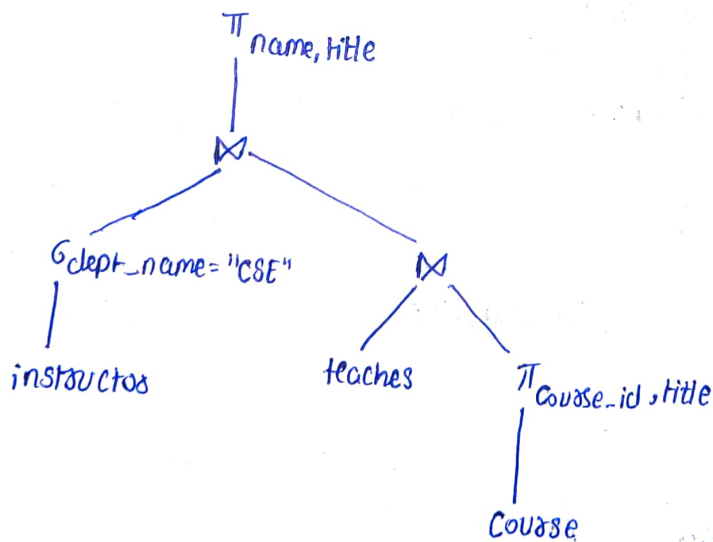 π name, title
⋈
σ dept_name = "CSE"
⋈
instructor
teaches
π Course_id, title
Course